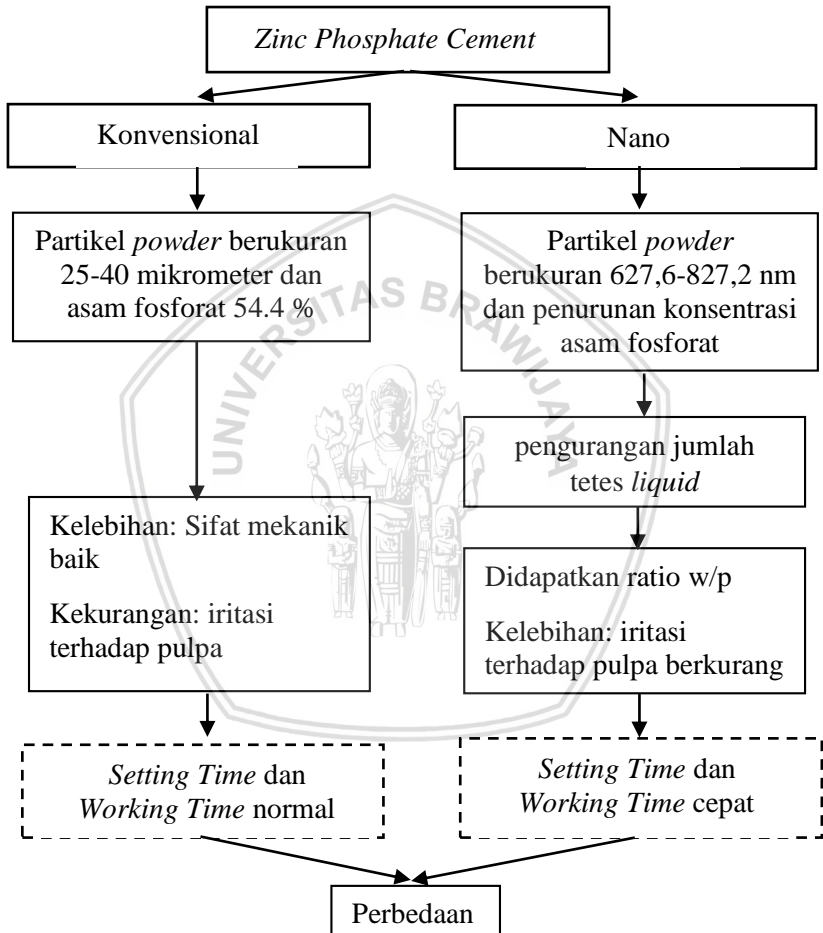 Zinc Phosphate Cement
Konvensional
Nano
Partikel powder berukuran
25-40 mikrometer dan
asam fosforat 54.4 %
Partikel powder
berukuran 627,6-827,2 nm
dan penurunan konsentrasi
asam fosforat
UNIVERSITAS BRAWIJAYA
pengurangan jumlah
tetes liquid
Kelebihan: Sifat mekanik
baik
Kekurangan: iritasi
terhadap pulpa
Didapatkan ratio w/p
Kelebihan: iritasi
terhadap pulpa berkurang
Setting Time dan
Working Time normal
Setting Time dan
Working Time cepat
Perbedaan